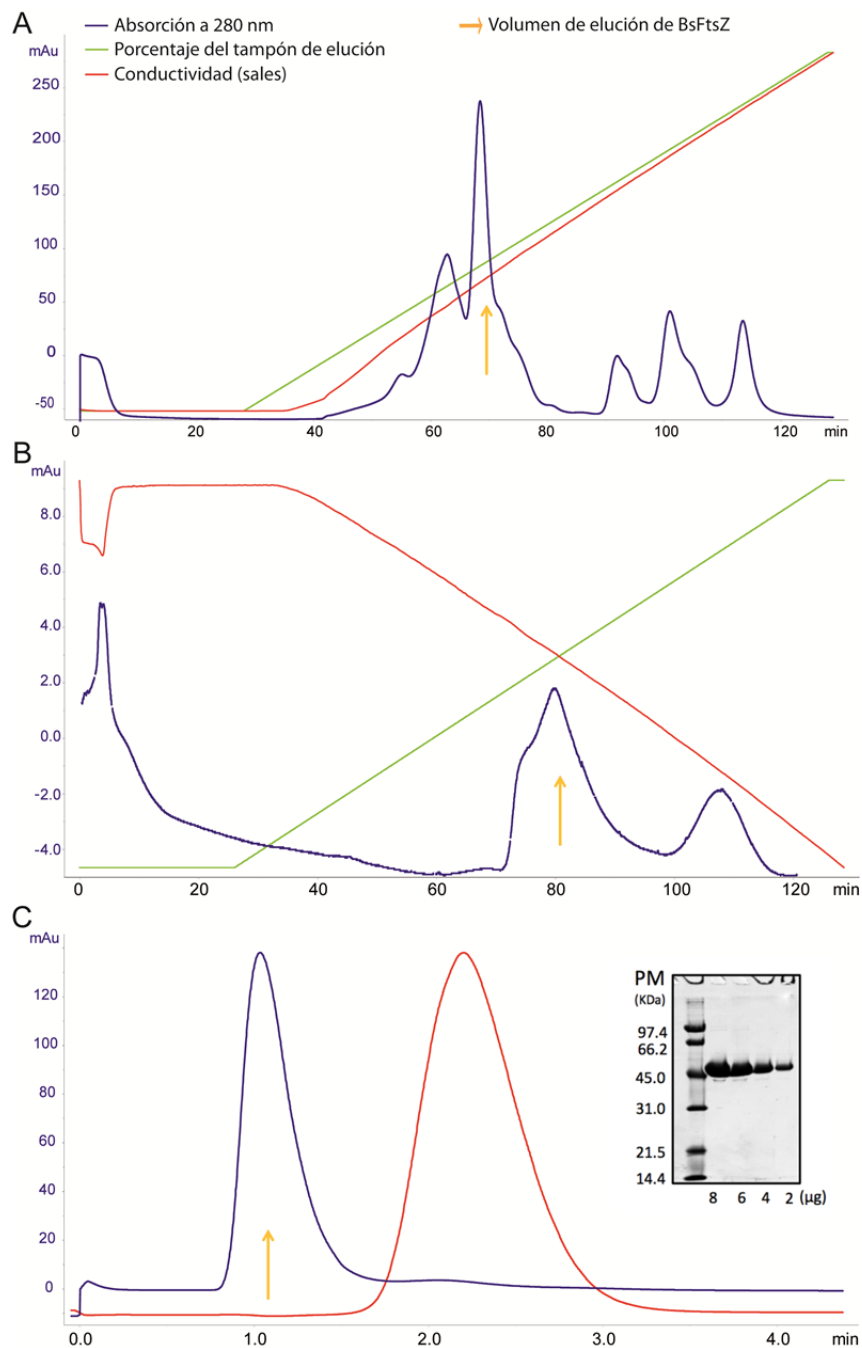 A
mAu
Absorción a 280 nm
Porcentaje del tampón de elución
Conductividad (sales)
Volumen de elución de BsFtsZ
250
200
150
100
50
0
-50
0 20 40 60 80 100 120 min
B
mAu
8.0
6.0
4.0
2.0
0.0
-2.0
-4.0
0 20 40 60 80 100 120 min
C
mAu
120
100
80
60
40
20
0
0.0 1.0 2.0 3.0 4.0 min
PM
(KDa)
97.4
66.2
45.0
31.0
21.5
14.4
8 6 4 2 (µg)